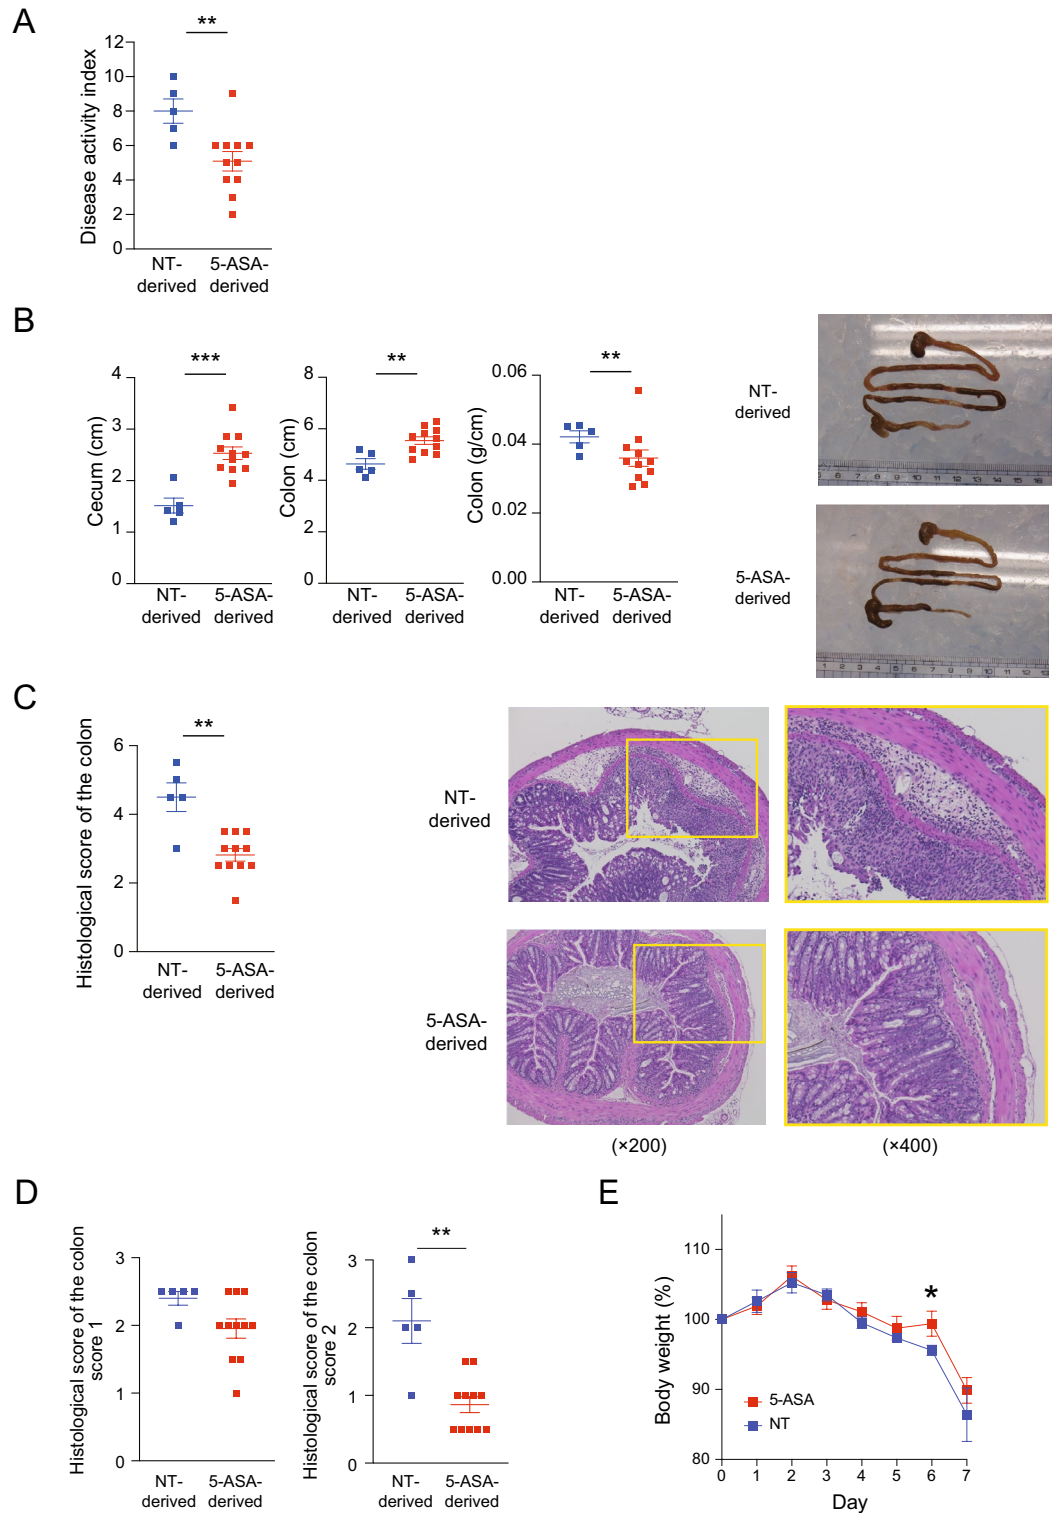 A
**
Disease activity index
12
10
8
6
4
2
0
NT-
derived
5-ASA-
derived
B
***
Cecum (cm)
4
3
2
1
0
NT-
derived
5-ASA-
derived
**
Colon (cm)
8
6
4
2
0
NT-
derived
5-ASA-
derived
**
Colon (g/cm)
0.06
0.04
0.02
0.00
NT-
derived
5-ASA-
derived
NT-
derived
5-ASA-
derived
C
**
Histological score of the colon
6
4
2
0
NT-
derived
5-ASA-
derived
NT-
derived
5-ASA-
derived
(×200)
(×400)
D
Histological score of the colon
score 1
3
2
1
0
NT-
derived
5-ASA-
derived
**
Histological score of the colon
score 2
3
2
1
0
NT-
derived
5-ASA-
derived
E
Body weight (%)
110
100
90
80
*
5-ASA
NT
0 1 2 3 4 5 6 7
Day